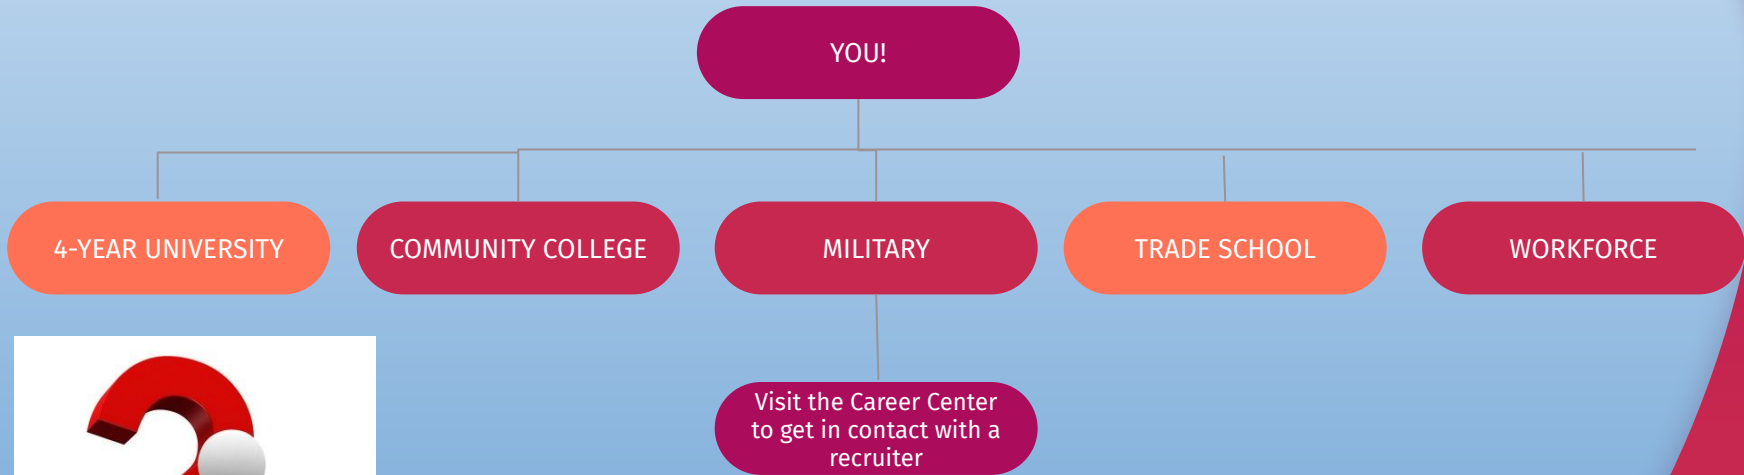 YOU!
4-YEAR UNIVERSITY
COMMUNITY COLLEGE
MILITARY
TRADE SCHOOL
WORKFORCE
Visit the Career Center
to get in contact with a
recruiter